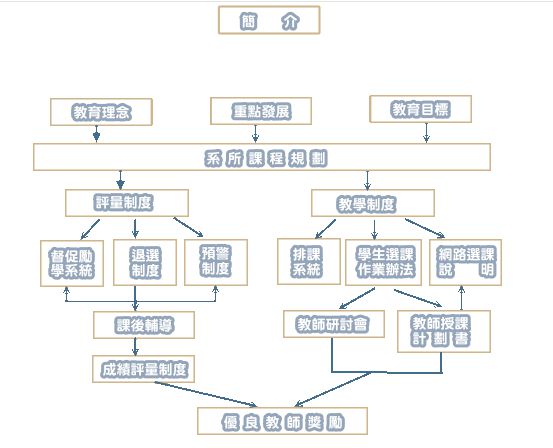 簡 介
教育理念
重點發展
教育目標
系所課程規劃
評量制度
教學制度
督促勵
學系統
退選
制度
預警
制度
排課
系統
學生選課
作業辦法
網路選課
說 明
課後輔導
教師研討會
教師授課
計劃書
成績評量制度
優良教師獎勵